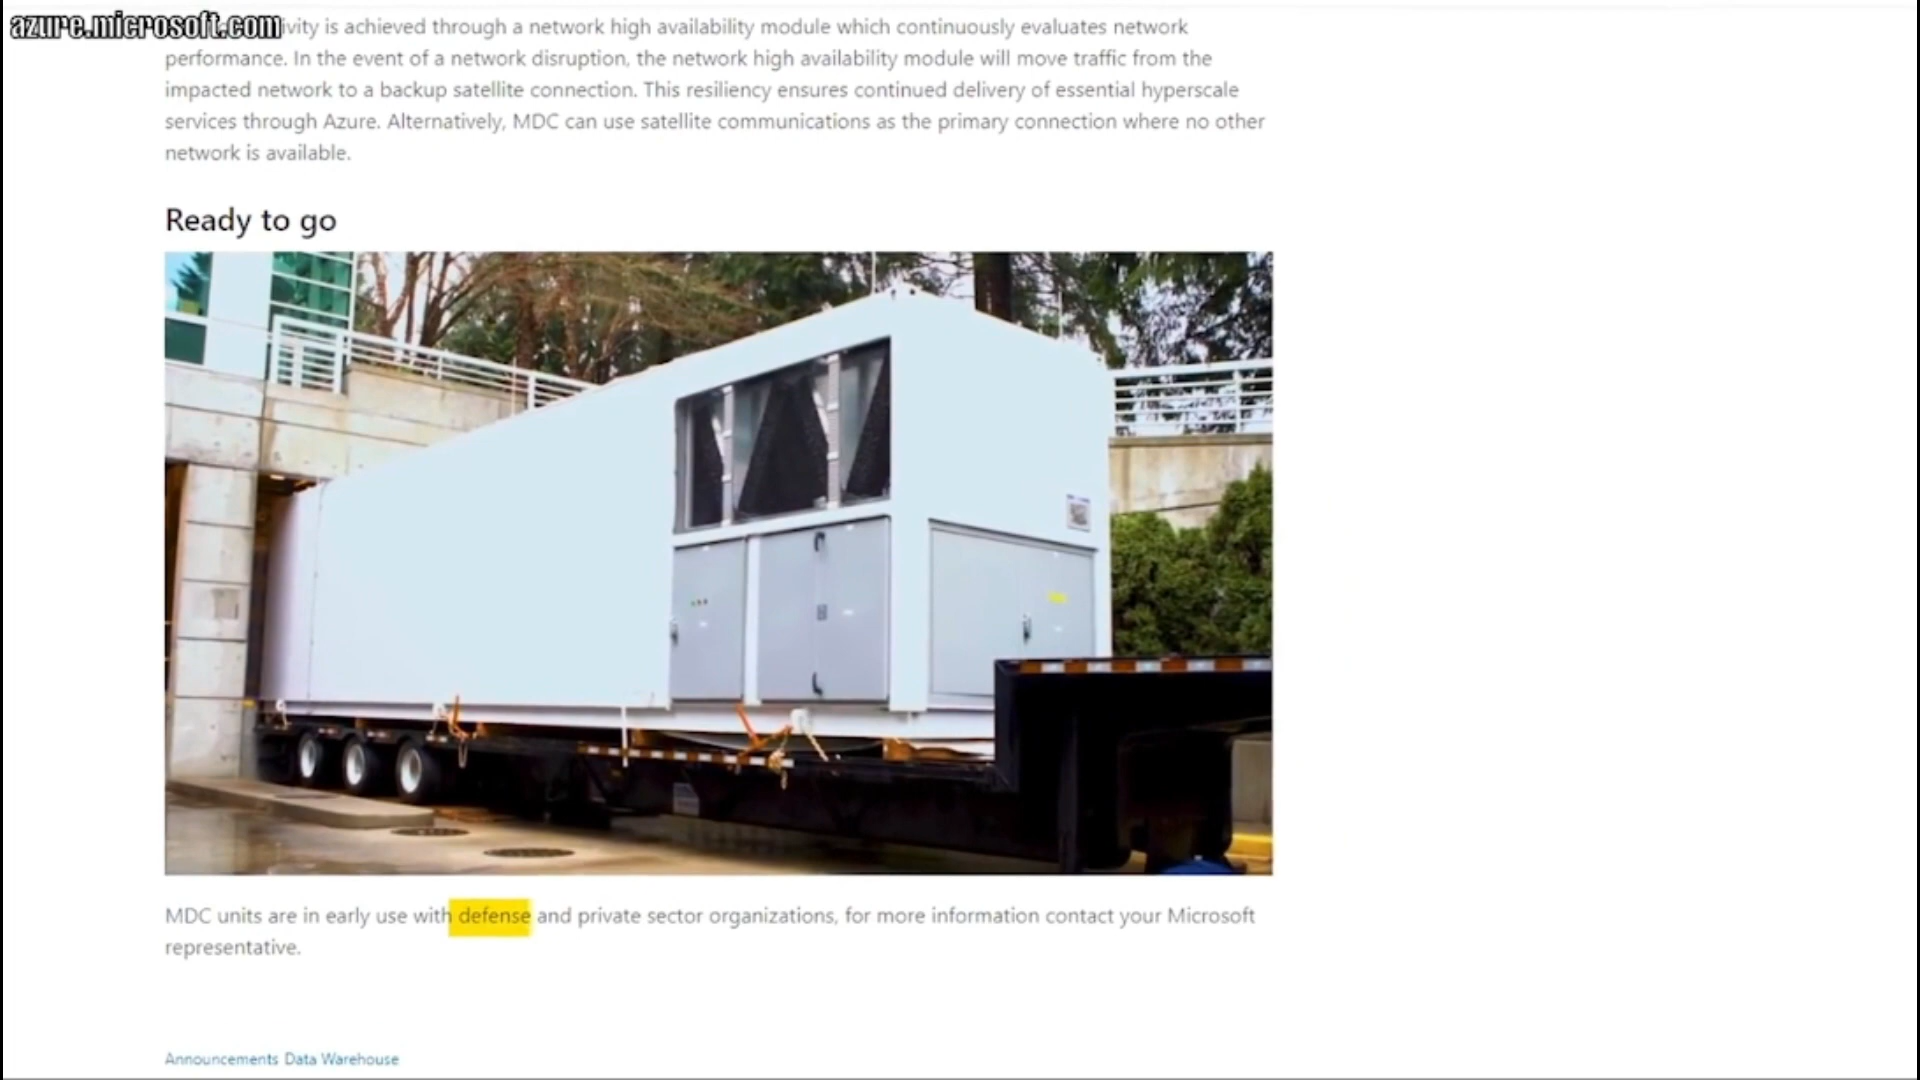 azure.microsoft.com
ivity is achieved through a network high availability module which continuously evaluates network
performance. In the event of a network disruption, the network high availability module will move traffic from the
impacted network to a backup satellite connection. This resiliency ensures continued delivery of essential hyperscale
services through Azure. Alternatively, MDC can use satellite communications as the primary connection where no other
network is available.
Ready to go
MDC units are in early use with defense and private sector organizations, for more information contact your Microsoft
representative.
Announcements Data Warehouse